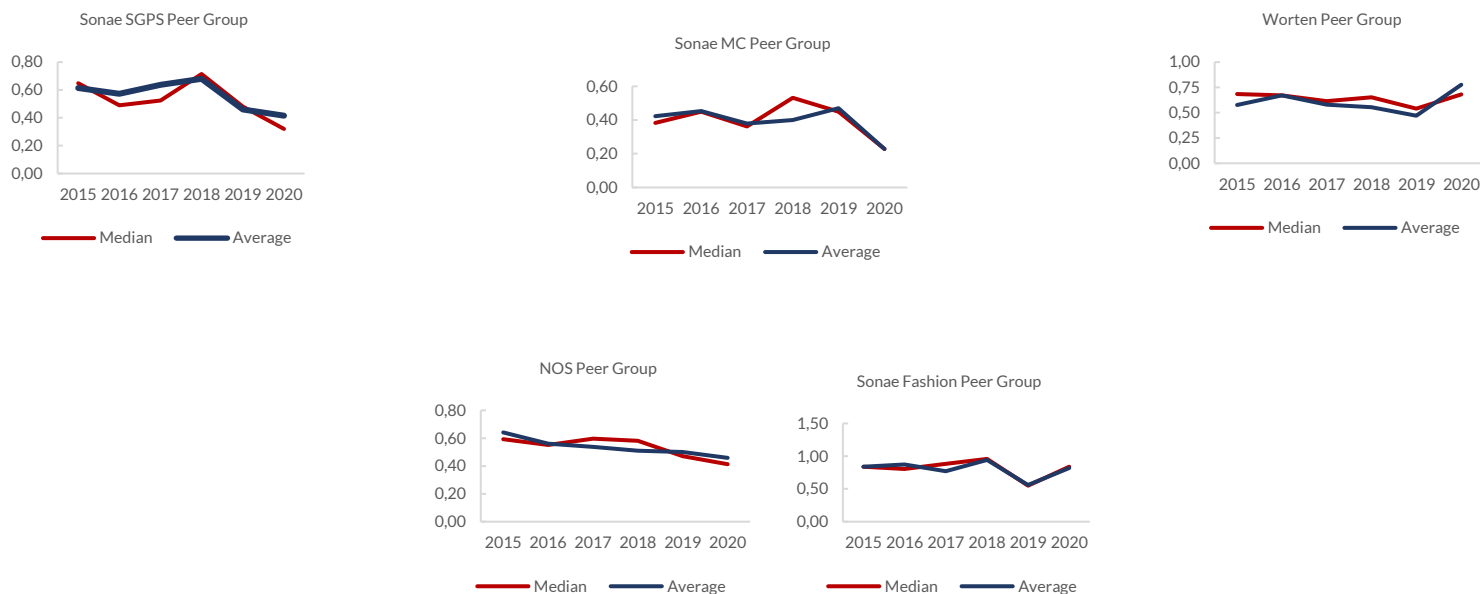 Sonae SGPS Peer Group
0,80
0,60
0,40
0,20
0,00
2015 2016 2017 2018 2019 2020
Median Average
Sonae MC Peer Group
0,60
0,40
0,20
0,00
2015 2016 2017 2018 2019 2020
Median Average
Worten Peer Group
1,00
0,75
0,50
0,25
0,00
2015 2016 2017 2018 2019 2020
Median Average
NOS Peer Group
0,80
0,60
0,40
0,20
0,00
2015 2016 2017 2018 2019 2020
Median Average
Sonae Fashion Peer Group
1,50
1,00
0,50
0,00
2015 2016 2017 2018 2019 2020
Median Average